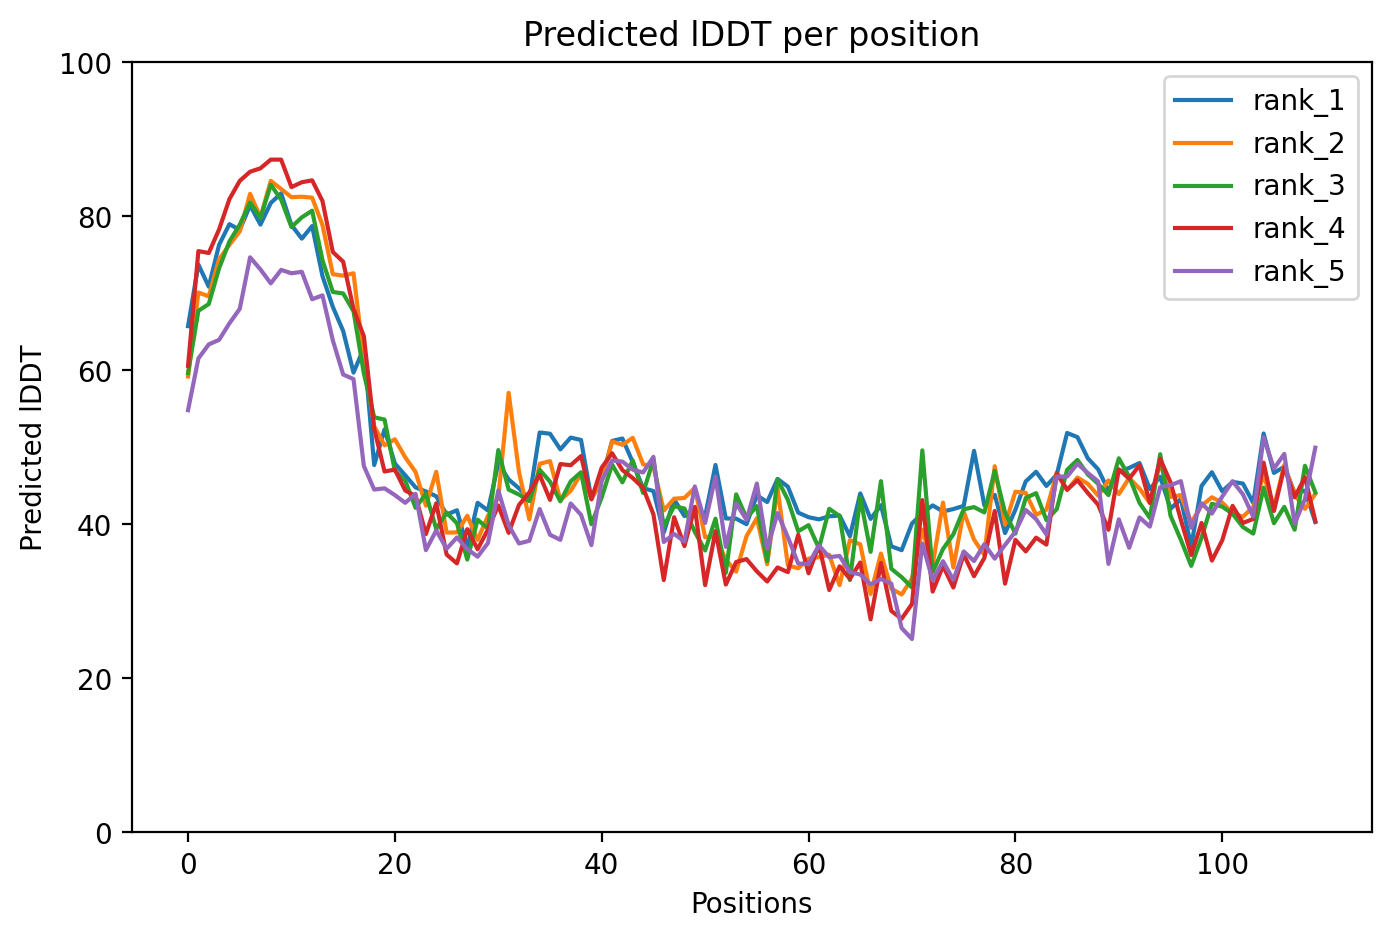 Predicted lDDT per position
100
80
60
40
20
0
Predicted lDDT
0 20 40 60 80 100
Positions
rank_1
rank_2
rank_3
rank_4
rank_5